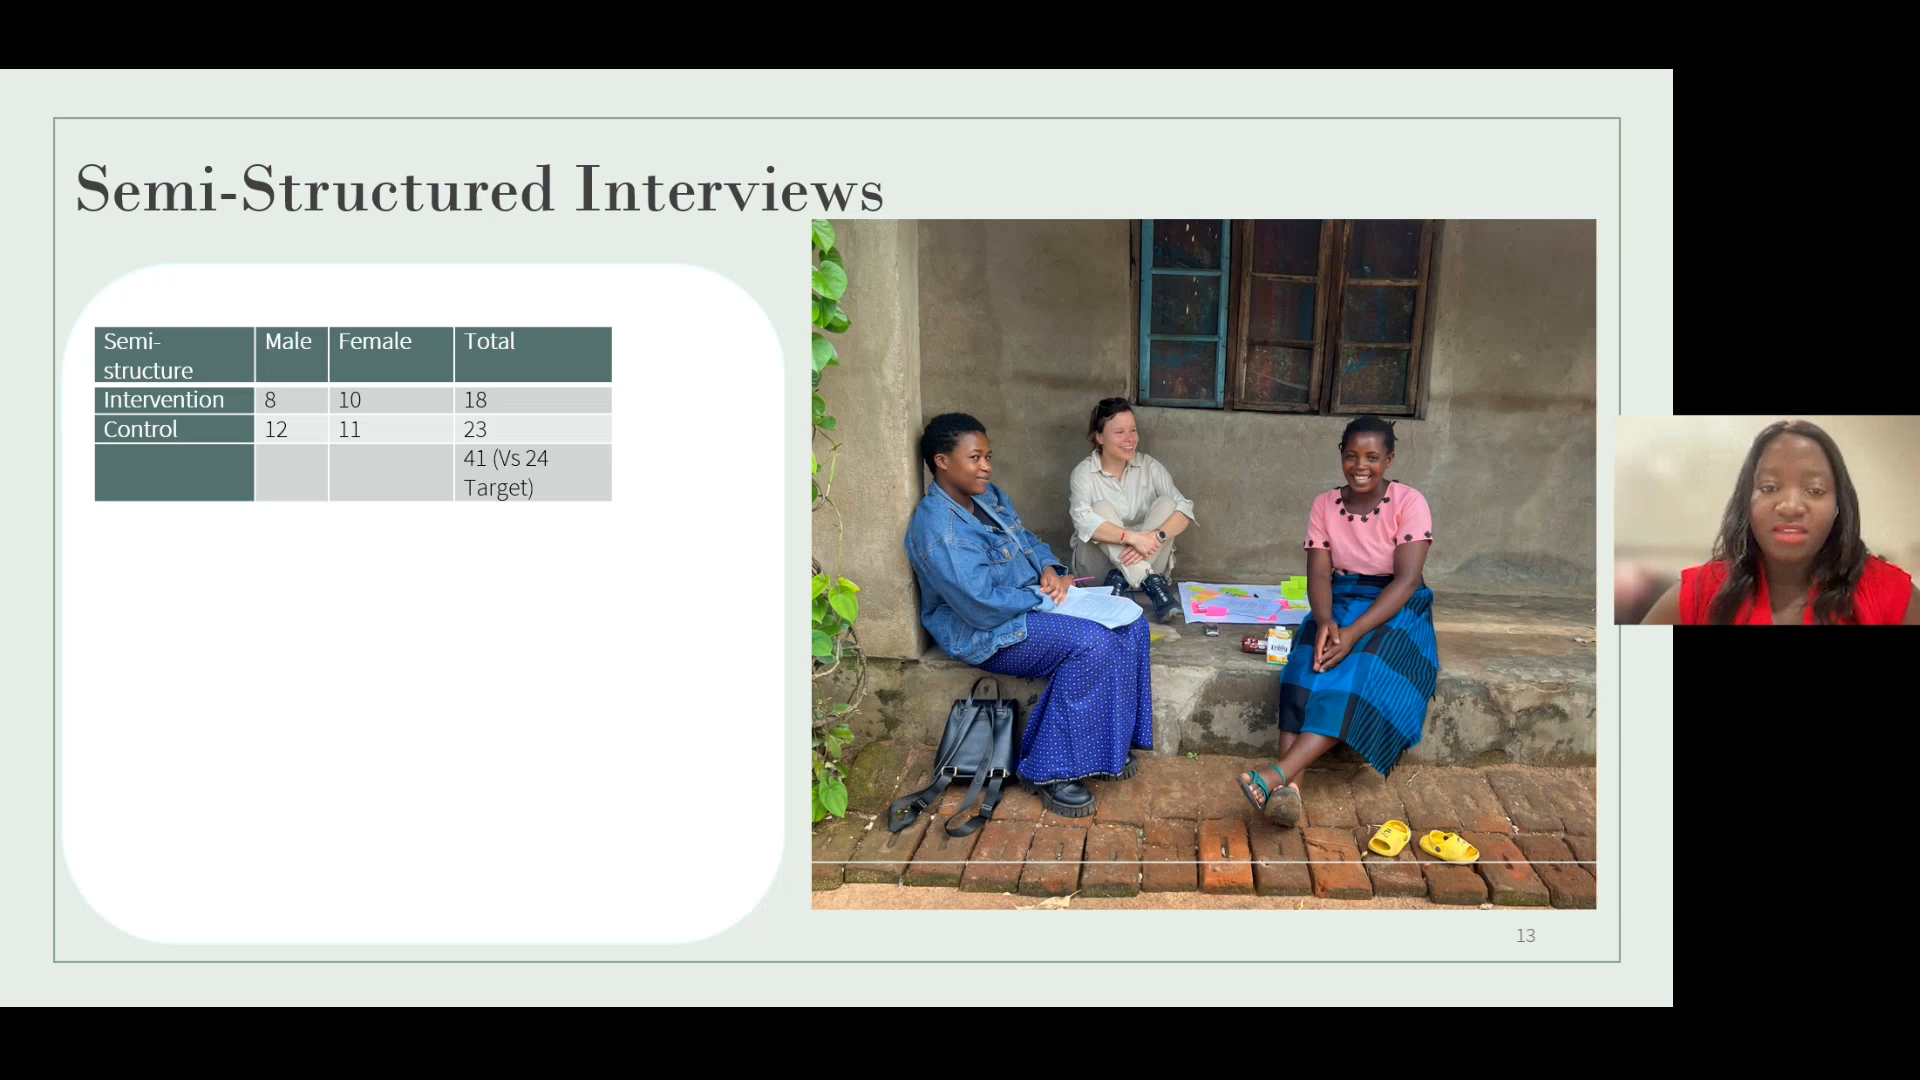 Semi-Structured Interviews
Semi-
structure
Male
Female
Total
Intervention
8
10
18
Control
12
11
23
41 (Vs 24
Target)
13